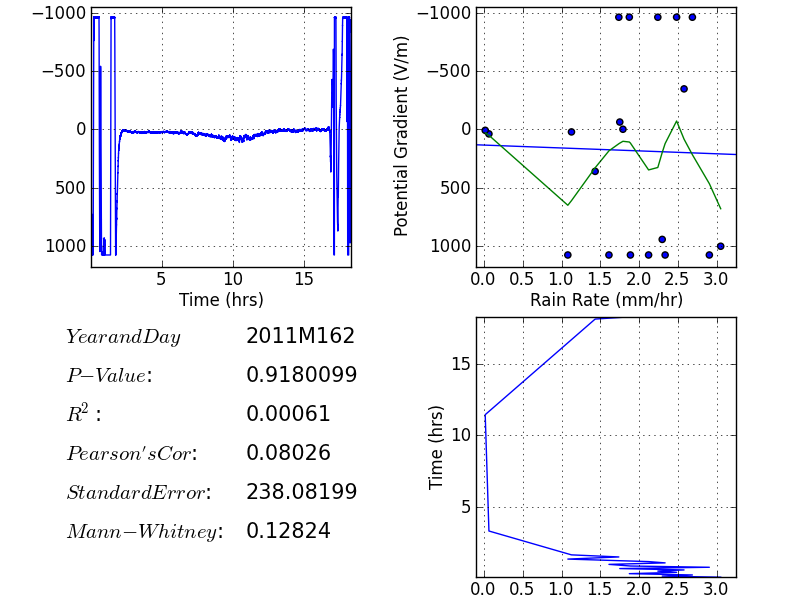 −1000
−500
0
500
1000
5 10 15
Time (hrs)
Potential Gradient (V/m)
−1000
−500
0
500
1000
0.0 0.5 1.0 1.5 2.0 2.5 3.0
Rain Rate (mm/hr)
YearandDay 2011M162
P−Value: 0.9180099
R²: 0.00061
Pearson'sCor: 0.08026
StandardError: 238.08199
Mann−Whitney: 0.12824
Time (hrs)
15
10
5
0.0 0.5 1.0 1.5 2.0 2.5 3.0